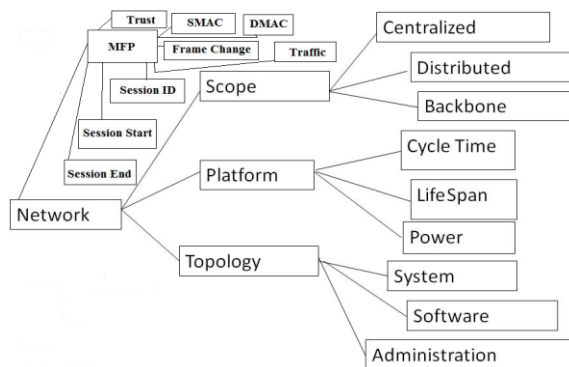 Trust
SMAC
DMAC
MFP
Frame Change
Traffic
Session ID
Session Start
Session End
Network
Scope
Platform
Topology
Centralized
Distributed
Backbone
Cycle Time
LifeSpan
Power
System
Software
Administration